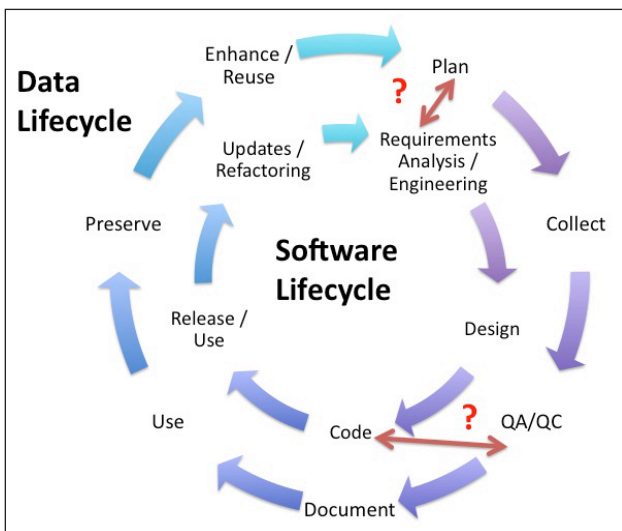 Data
Lifecycle
Enhance /
Reuse
Plan
?
Updates /
Refactoring
Requirements
Analysis /
Engineering
Preserve
Collect
Software
Lifecycle
Release /
Use
Design
Use
Code
?
QA/QC
Document